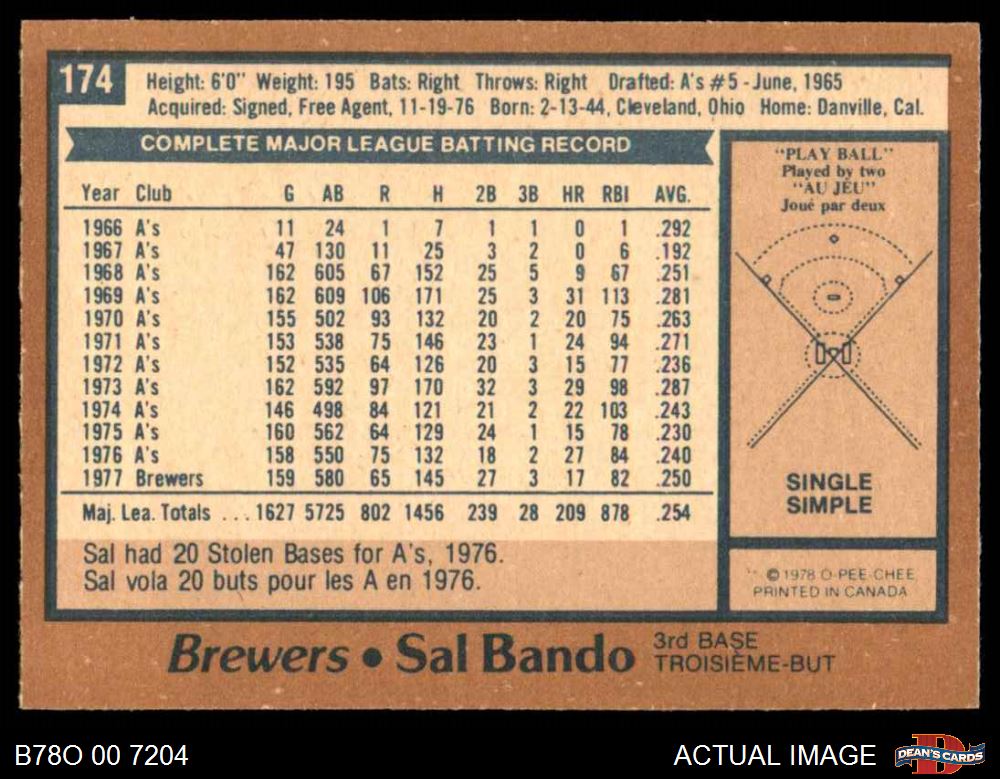 174
Height: 6'0" Weight: 195 Bats: Right Throws: Right Drafted: A's #5 - June, 1965
Acquired: Signed, Free Agent, 11-19-76 Born: 2-13-44, Cleveland, Ohio Home: Danville, Cal.
COMPLETE MAJOR LEAGUE BATTING RECORD
Year Club G AB R H 2B 3B HR RBI AVG.
1966 A's 11 24 1 7 1 1 0 1 .292
1967 A's 47 130 11 25 3 2 0 6 .192
1968 A's 162 605 67 152 25 5 9 67 .251
1969 A's 162 609 106 171 25 3 31 113 .281
1970 A's 155 502 93 132 20 2 20 75 .263
1971 A's 153 538 75 146 23 1 24 94 .271
1972 A's 152 535 64 126 20 3 15 77 .236
1973 A's 162 592 97 170 32 3 29 98 .287
1974 A's 146 498 84 121 21 2 22 103 .243
1975 A's 160 562 64 129 24 1 15 78 .230
1976 A's 158 550 75 132 18 2 27 84 .240
1977 Brewers 159 580 65 145 27 3 17 82 .250
Maj. Lea. Totals ... 1627 5725 802 1456 239 28 209 878 .254
Sal had 20 Stolen Bases for A's, 1976.
Sal vola 20 buts pour les A en 1976.
"PLAY BALL"
Played by two
"AU JEU"
Joué par deux
SINGLE
SIMPLE
© 1978 O-PEE-CHEE
PRINTED IN CANADA
Brewers • Sal Bando 3rd BASE
TROISIÈME-BUT
B78O 00 7204
ACTUAL IMAGE
DEAN'S CARDS